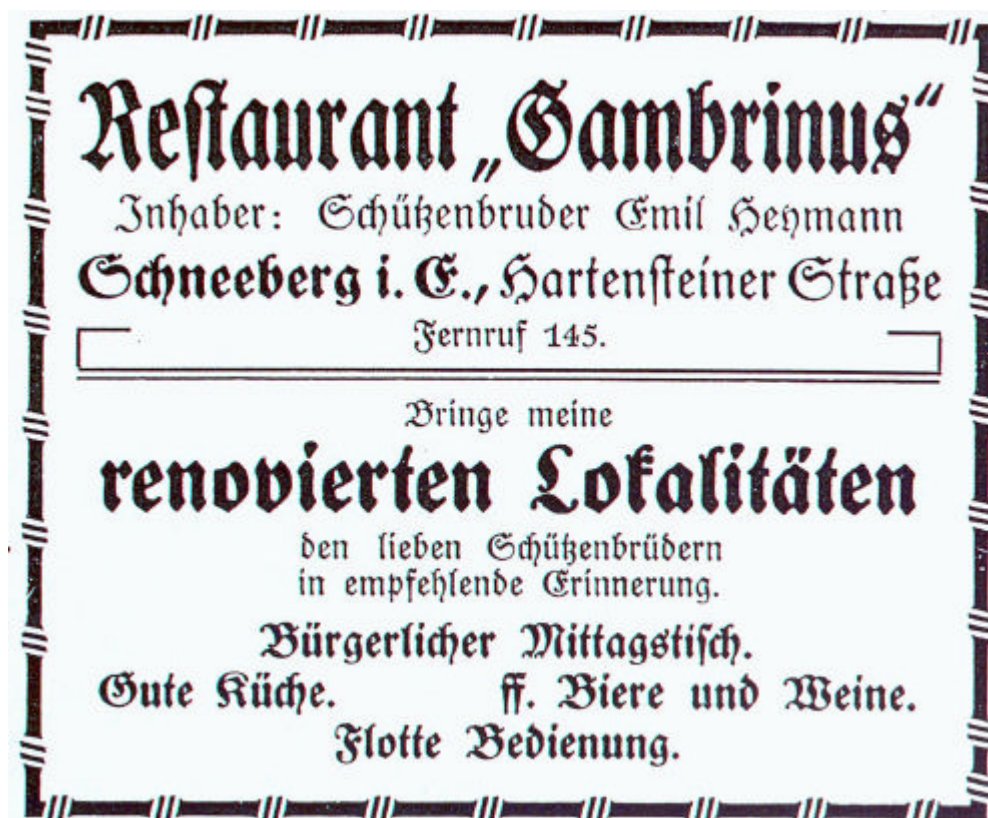 Restaurant „Gambrinus“
Inhaber: Schützenbruder Emil Heymann
Schneeberg i. E., Hartensteiner Straße
Fernruf 145.
Bringe meine
renovierten Lokalitäten
den lieben Schützenbrüdern
in empfehlende Erinnerung.
Bürgerlicher Mittagstisch.
Gute Küche. ff. Biere und Weine.
Flotte Bedienung.